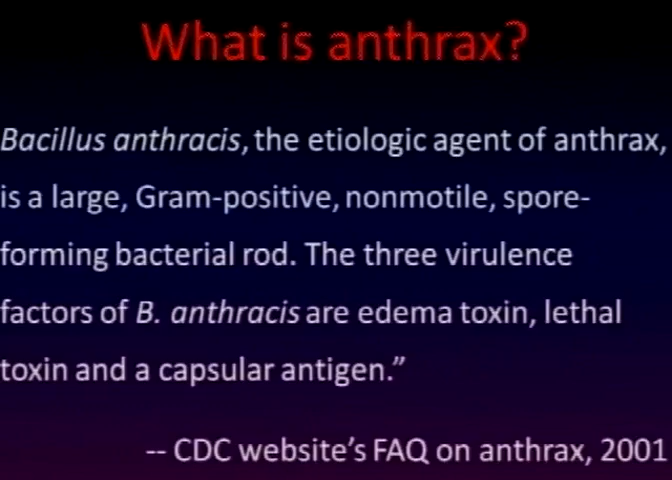 What is anthrax?
Bacillus anthracis, the etiologic agent of anthrax,
is a large, Gram-positive, nonmotile, spore-
forming bacterial rod. The three virulence
factors of B. anthracis are edema toxin, lethal
toxin and a capsular antigen.”
-- CDC website’s FAQ on anthrax, 2001